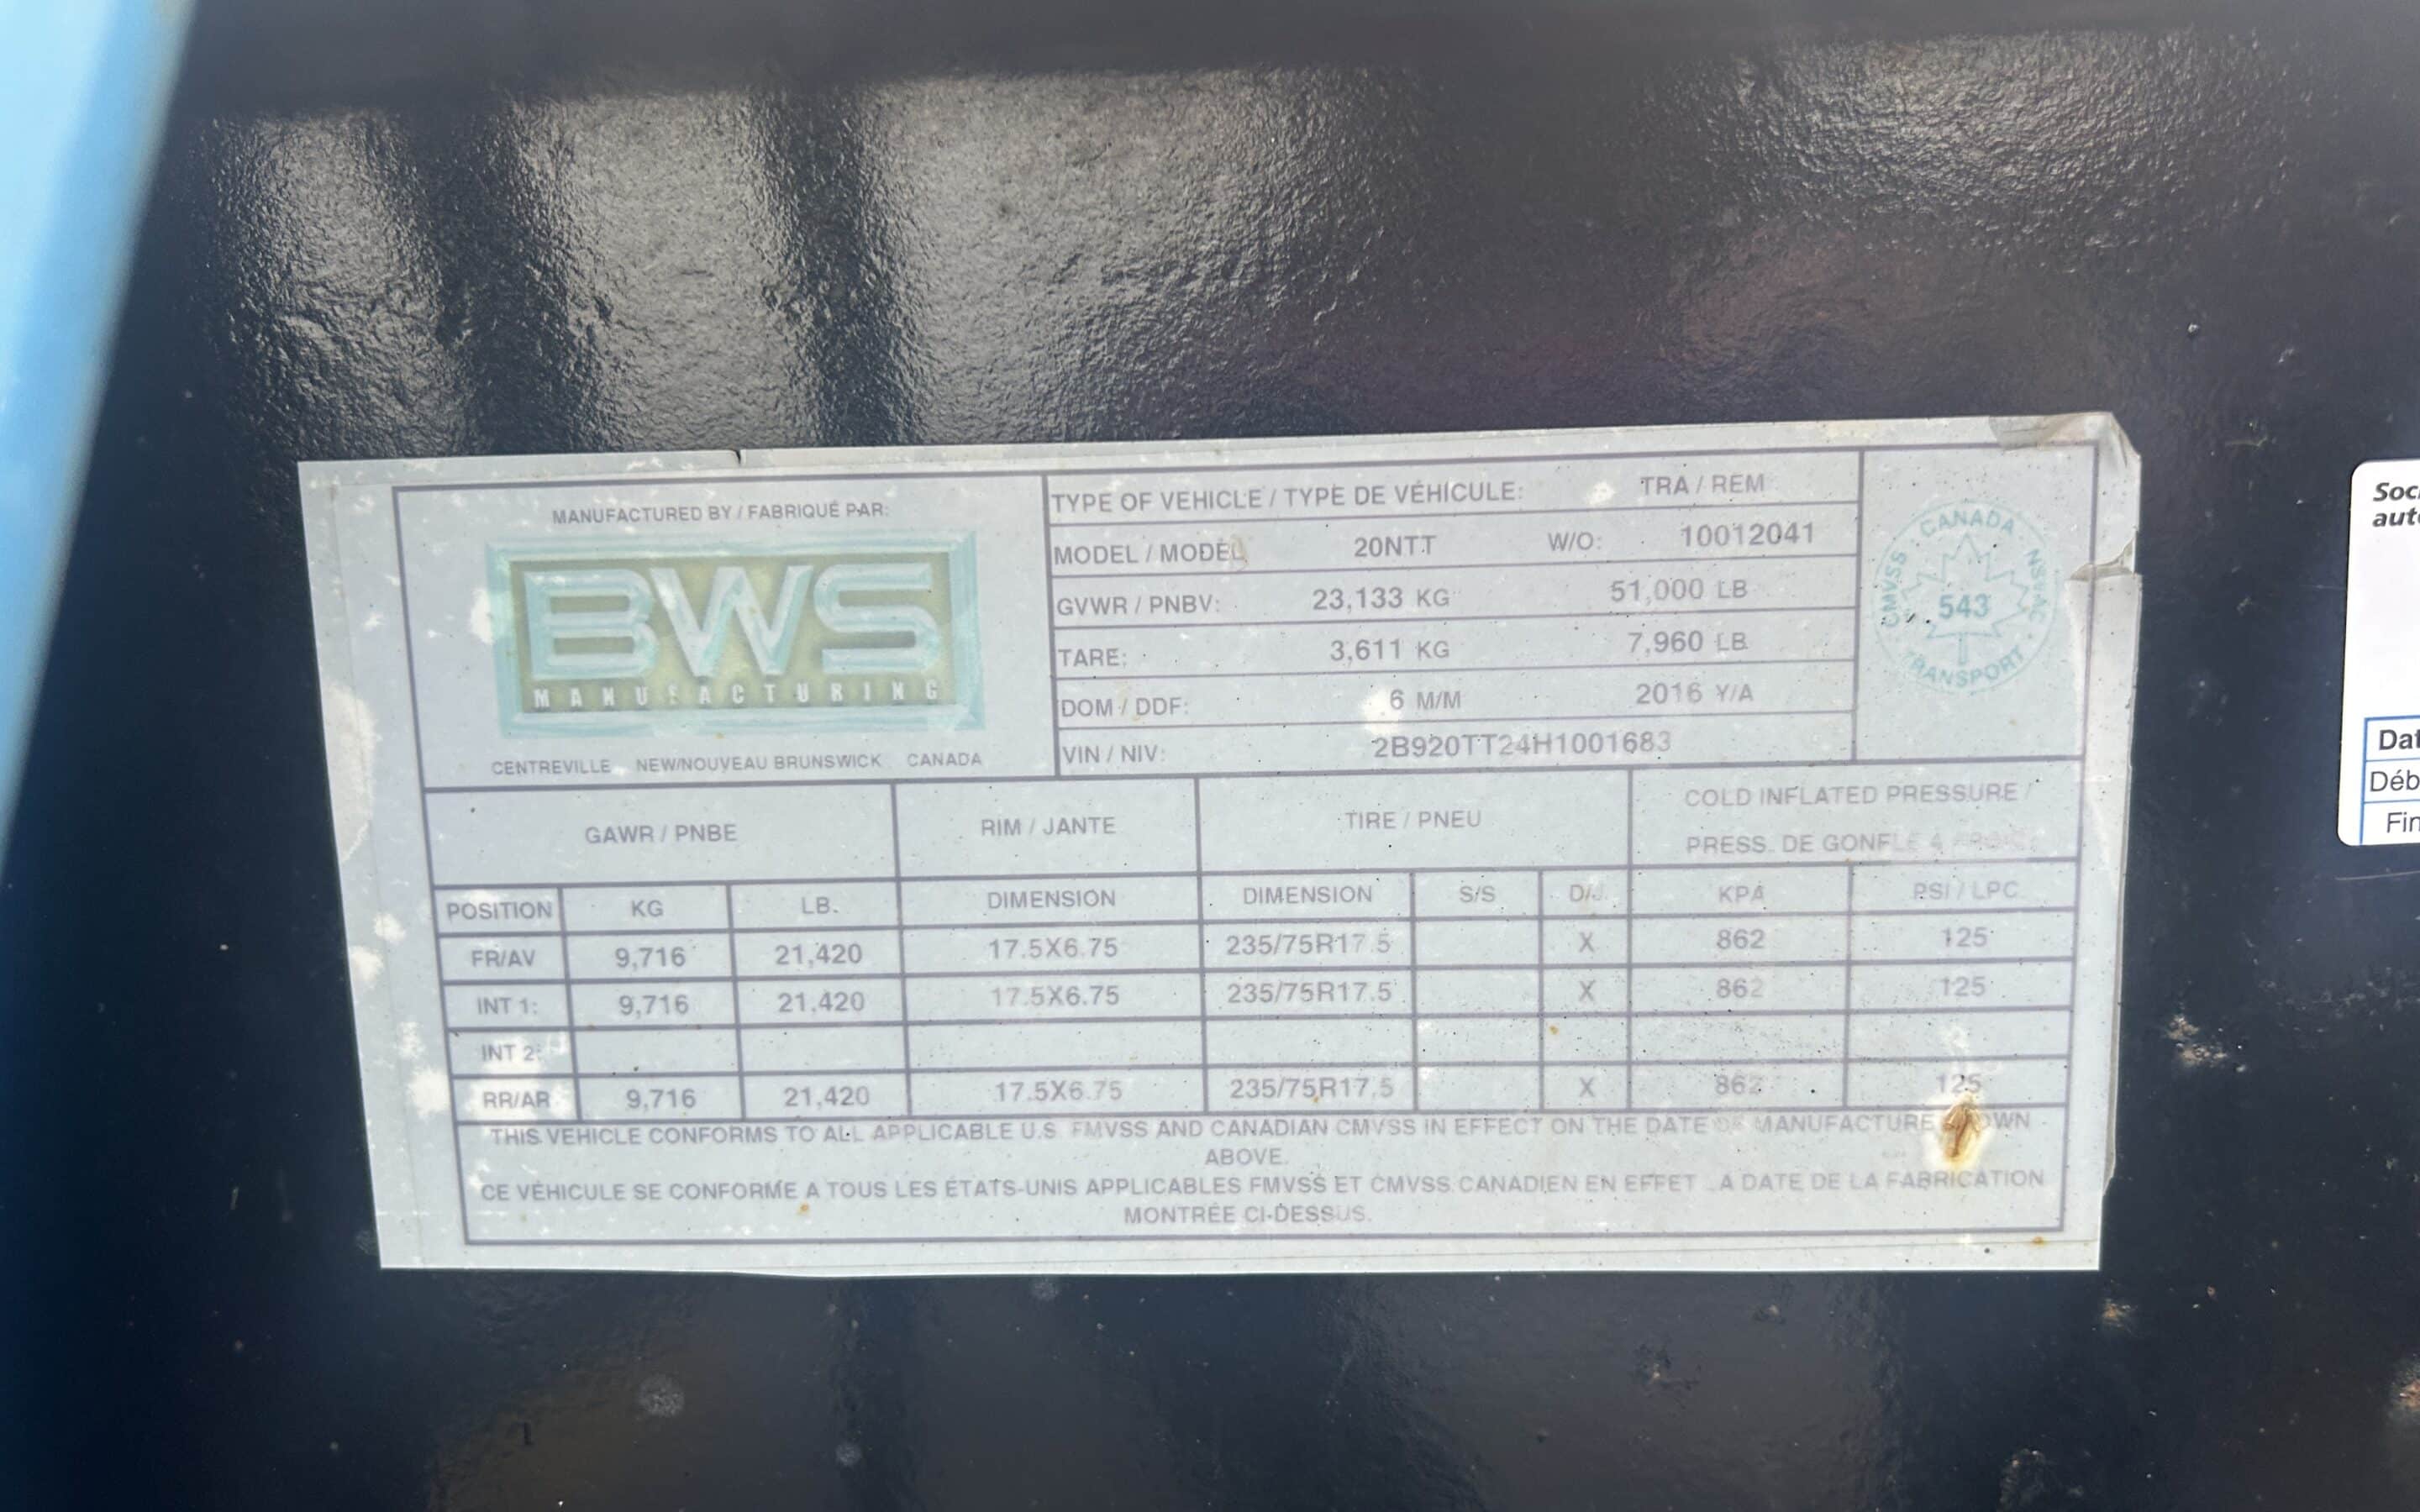 MANUFACTURED BY / FABRIQUÉ PAR:
BWS
MANUFACTURING
CENTREVILLE NEW/NOUVEAU BRUNSWICK CANADA
TYPE OF VEHICLE / TYPE DE VÉHICULE: TRA / REM
MODEL / MODÈL 20NTT W/O: 10012041
GVWR / PNBV: 23,133 KG 51,000 LB
TARE: 3,611 KG 7,960 LB
DOM / DDF: 6 M/M 2016 Y/A
VIN / NIV: 2B920TT24H1001683
CANADA
CMVSS NSVAC
543
TRANSPORT
GAWR / PNBE RIM / JANTE TIRE / PNEU COLD INFLATED PRESSURE /
PRESS. DE GONFLE À
POSITION KG LB. DIMENSION DIMENSION S/S D/J KPA PSI / LPC
FR/AV 9,716 21,420 17.5X6.75 235/75R17.5 X 862 125
INT 1: 9,716 21,420 17.5X6.75 235/75R17.5 X 862 125
INT 2:
RR/AR 9,716 21,420 17.5X6.75 235/75R17.5 X 862 125
THIS VEHICLE CONFORMS TO ALL APPLICABLE U.S. FMVSS AND CANADIAN CMVSS IN EFFECT ON THE DATE OF MANUFACTURE
ABOVE.
CE VÉHICULE SE CONFORME A TOUS LES ÉTATS-UNIS APPLICABLES FMVSS ET CMVSS CANADIEN EN EFFET LA DATE DE LA FABRICATION
MONTRÉE CI-DESSUS.
Soc
auto
Dat
Déb
Fin